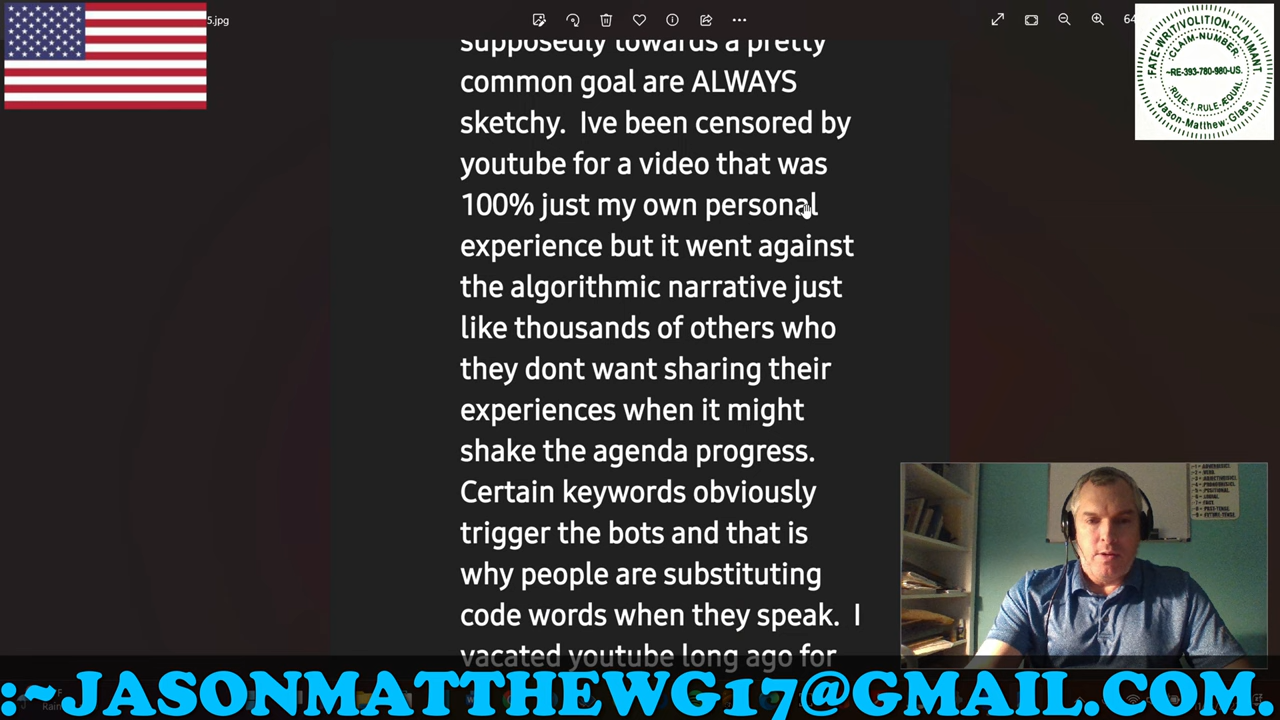 5.jpg
64
supposedly towards a pretty
common goal are ALWAYS
sketchy.  Ive been censored by
youtube for a video that was
100% just my own personal
experience but it went against
the algorithmic narrative just
like thousands of others who
they dont want sharing their
experiences when it might
shake the agenda progress.
Certain keywords obviously
trigger the bots and that is
why people are substituting
code words when they speak.  I
vacated youtube long ago for
:FATE-WRIT/VOLITION-CLAIMANT.
CLAIM-NUMBER:
~RE-393-780-980-US.
:RULE-1, RULE-ÆQUAL.
:Jason-Matthew:Glass.
:~ JASONMATTHEWG17@GMAIL.COM.